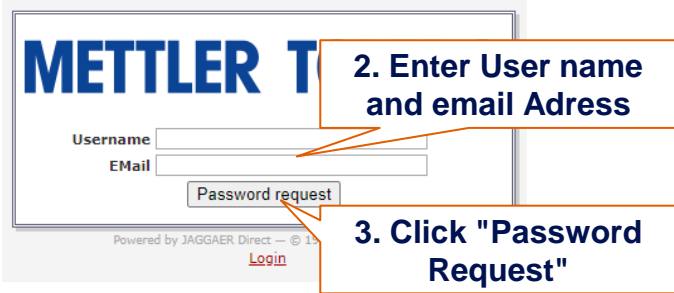 METTLER T
2. Enter User name
and email Adress
Username
EMail
Password request
Powered by JAGGAER Direct — © 19
3. Click "Password
Request"
Login